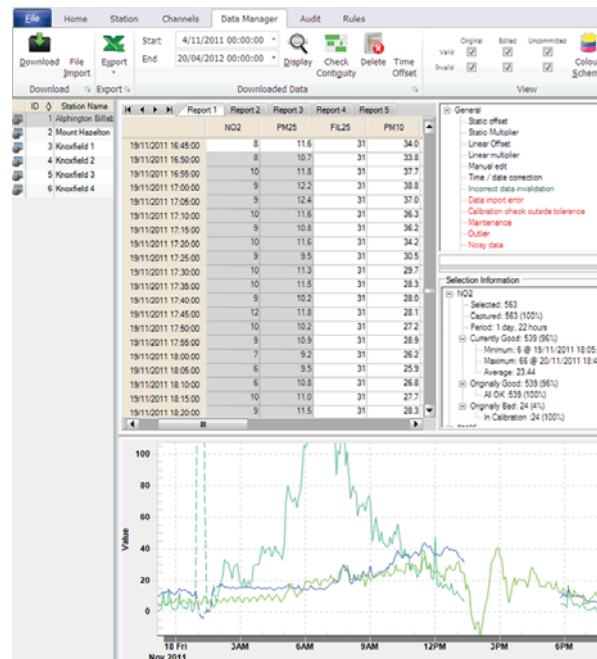 File Home Station Channels Data Manager Audit Rules
Start 4/11/2011 00:00:00
End 20/04/2012 00:00:00
Download File Import Export Display Check Contiguity Delete Time Offset
Original Edited Uncommitted
Valid
Invalid
Colou Schem
Download Export Downloaded Data View
ID Station Name
1 Alphington Billab
2 Mount Hazelton
3 Knoxfield 1
4 Knoxfield 2
5 Knoxfield 3
6 Knoxfield 4
Report 1 Report 2 Report 3 Report 4 Report 5
NO2 PM25 FIL25 PM10
19/11/2011 16:45:00 8 11.6 31 34.0
19/11/2011 16:50:00 8 10.7 31 33.8
19/11/2011 16:55:00 10 11.8 31 37.7
19/11/2011 17:00:00 9 12.2 31 38.8
19/11/2011 17:05:00 9 12.4 31 37.0
19/11/2011 17:10:00 10 11.6 31 36.3
19/11/2011 17:15:00 9 10.8 31 36.2
19/11/2011 17:20:00 10 11.6 31 34.2
19/11/2011 17:25:00 9 9.5 31 30.5
19/11/2011 17:30:00 10 11.3 31 29.7
19/11/2011 17:35:00 10 11.5 31 28.3
19/11/2011 17:40:00 9 10.2 31 28.0
19/11/2011 17:45:00 12 11.8 31 28.1
19/11/2011 17:50:00 10 10.2 31 27.2
19/11/2011 17:55:00 9 10.9 31 28.9
19/11/2011 18:00:00 7 9.2 31 26.2
19/11/2011 18:05:00 6 9.5 31 25.9
19/11/2011 18:10:00 6 10.8 31 26.8
19/11/2011 18:15:00 10 11.0 31 27.7
19/11/2011 18:20:00 9 11.5 31 28.3
General
Static offset
Static Multiplier
Linear Offset
Linear multiplier
Manual edit
Time / date correction
Incorrect data invalidation
Data import error
Calibration check outside tolerance
Maintenance
Outlier
Noisy data
Selection Information
NO2
Selected: 563
Captured: 563 (100%)
Period: 1 day, 22 hours
Currently Good: 539 (96%)
Minimum: 6 @ 19/11/2011 18:05:
Maximum: 66 @ 20/11/2011 18:4
Average: 23.44
Originally Good: 539 (96%)
All OK :539 (100%)
Originally Bad: 24 (4%)
In Calibration :24 (100%)
Value
100
80
60
40
20
0
18 Fri 3AM 6AM 9AM 12PM 3PM 6PM
Nov 2011